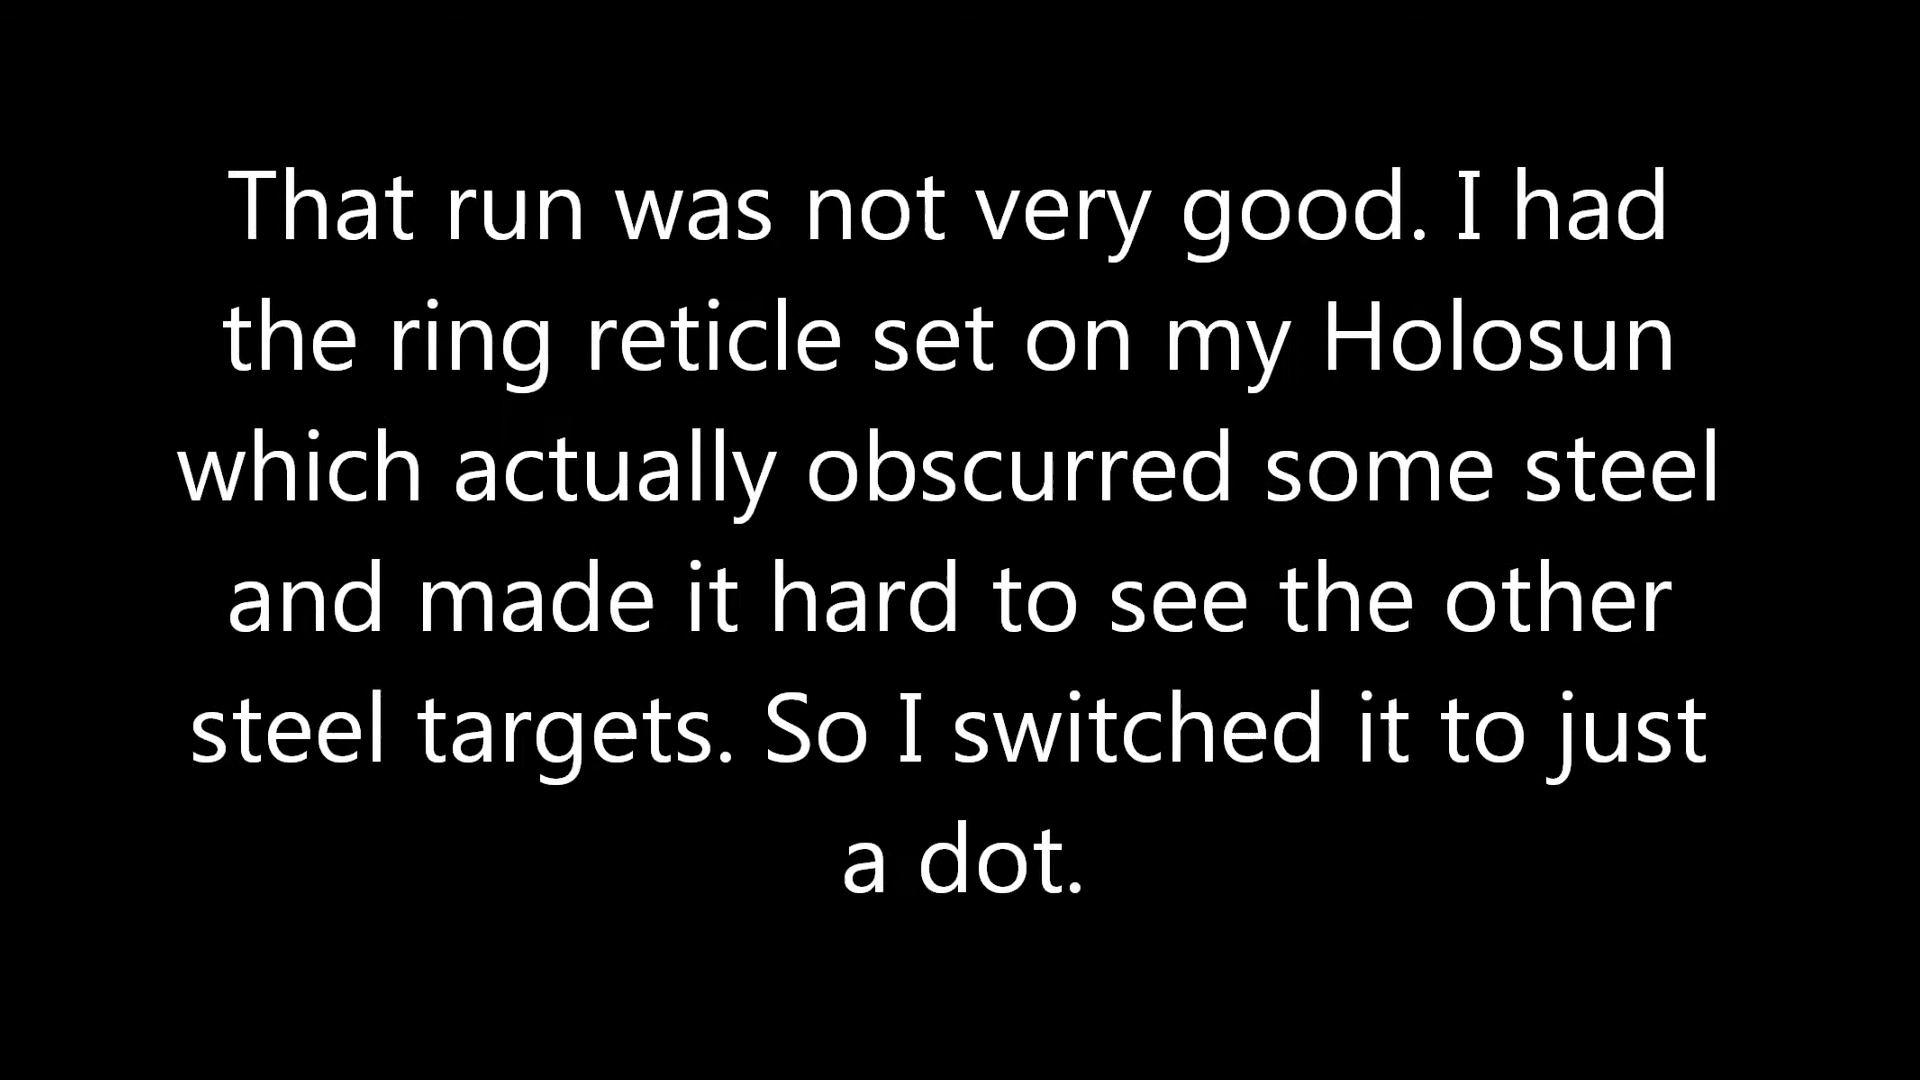 That run was not very good. I had
the ring reticle set on my Holosun
which actually obscurred some steel
and made it hard to see the other
steel targets. So I switched it to just
a dot.